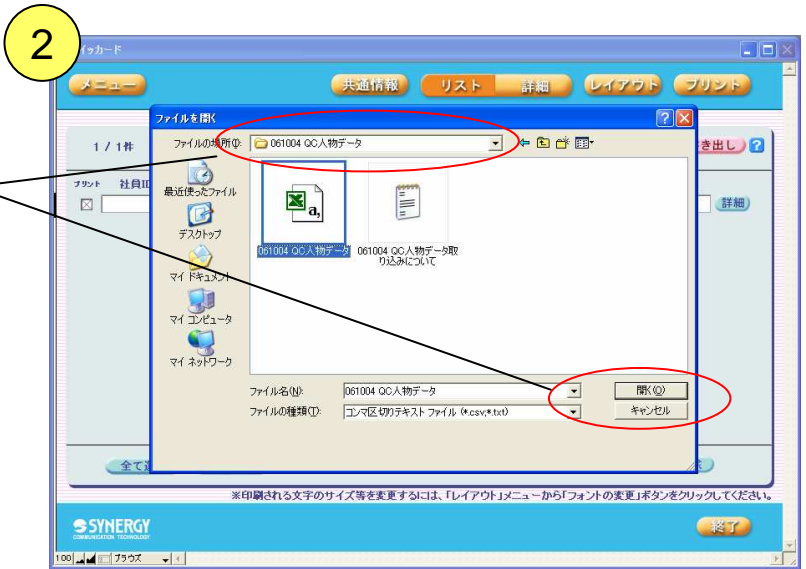 2
メニュー 共通情報 リスト 詳細 レイアウト プリント
ファイルを開く
1 / 1件
ファイルの場所(I): 061004 QC人物データ
き出し ?
プリント 社員ID
詳細
最近使ったファイル
デスクトップ
マイ ドキュメント
マイ コンピュータ
マイ ネットワーク
061004 QC人物データ
061004 QC人物データ取
り込みについて
ファイル名(N): 061004 QC人物データ 開く(O)
ファイルの種類(T): コンマ区切りテキスト ファイル (*.csv;*.txt) キャンセル
※印刷される文字のサイズ等を変更するには、「レイアウト」メニューから「フォントの変更」ボタンをクリックしてください。
SYNERGY
COMMUNICATION TECHNOLOGY
終了
100 ブラウズ